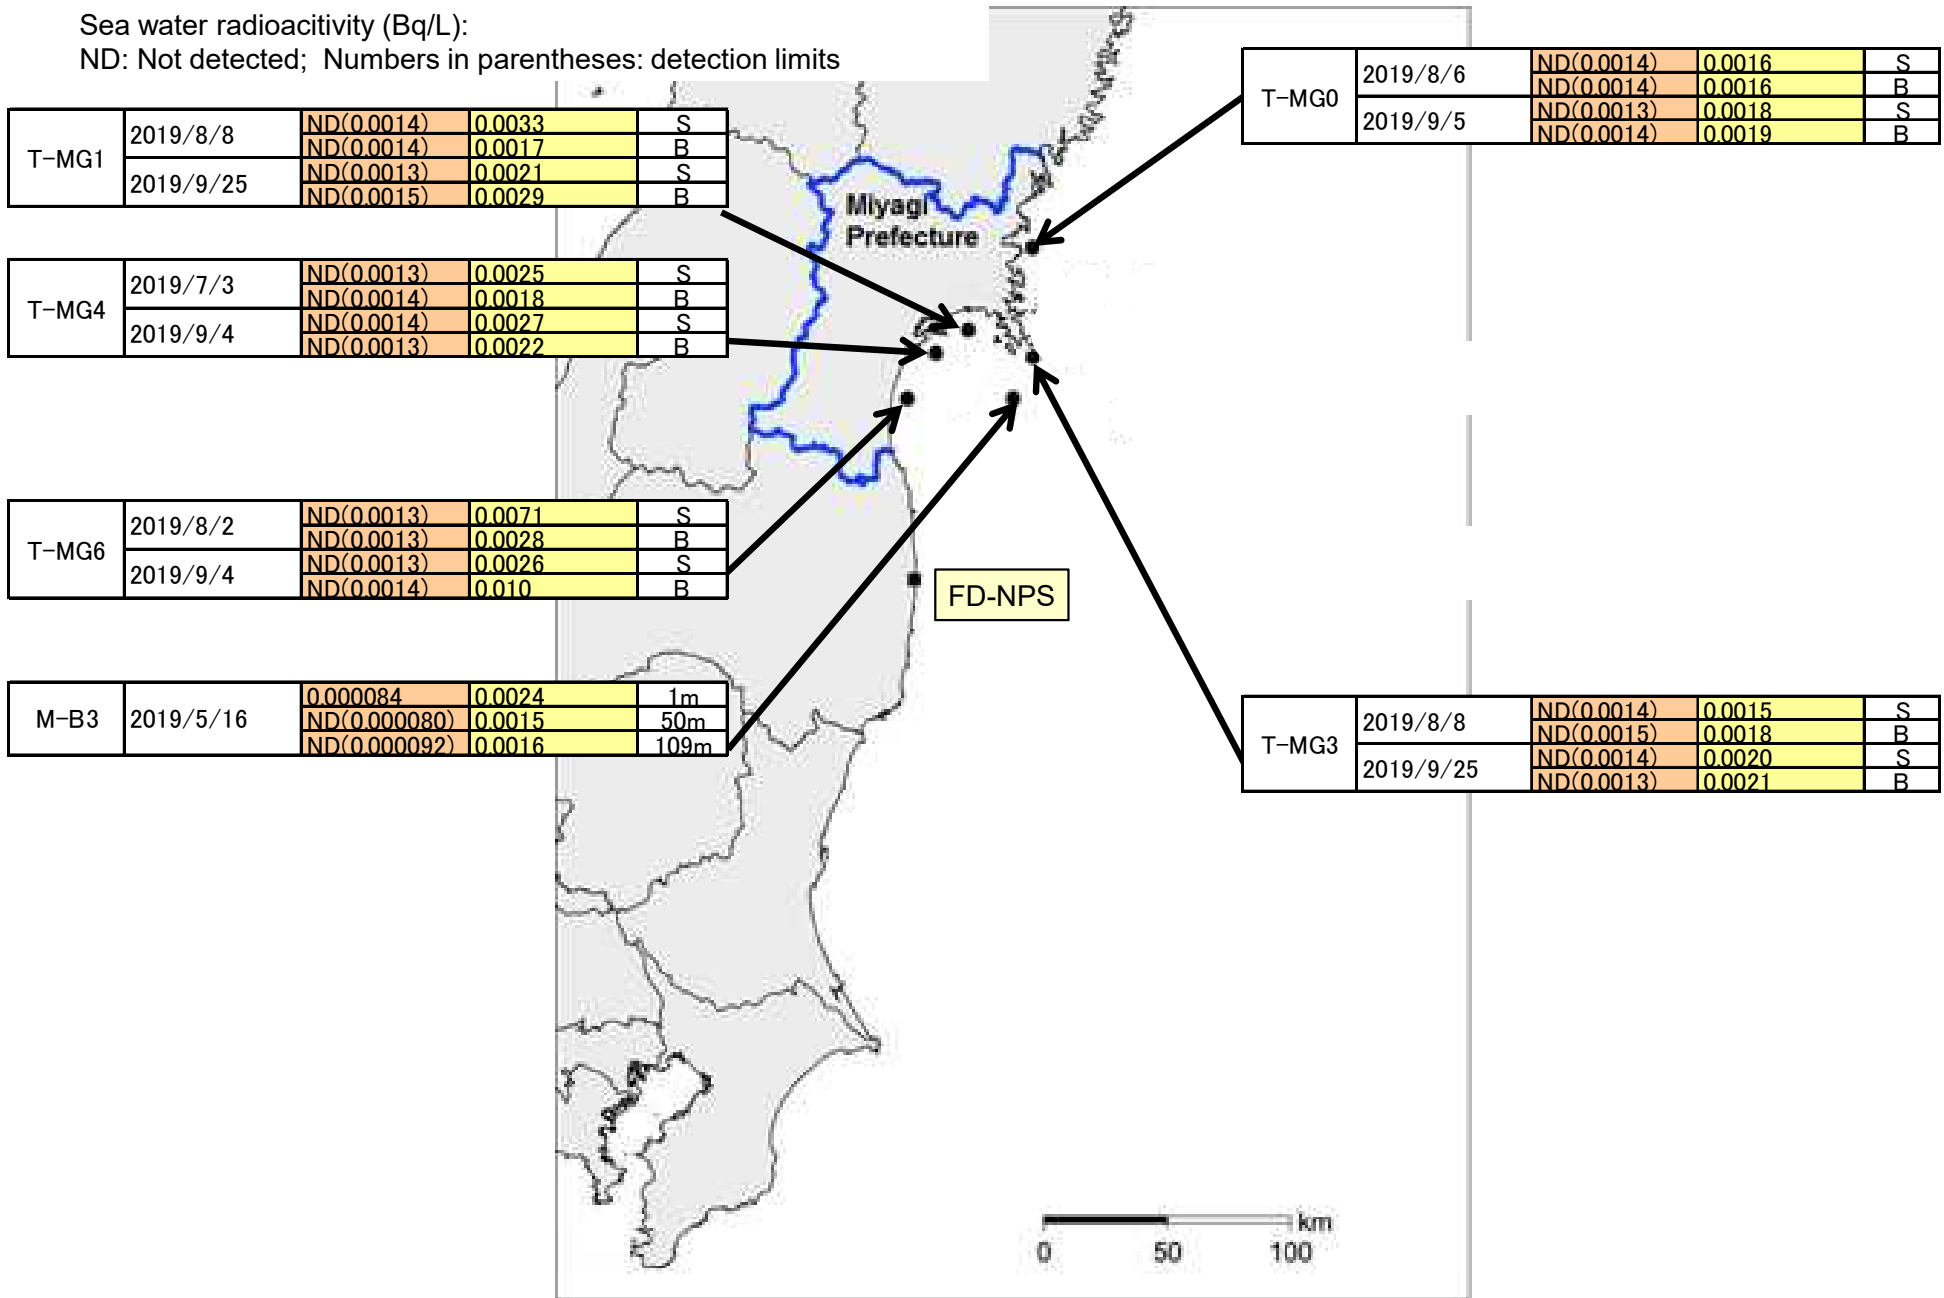 Sea water radioacitivity (Bq/L):
ND: Not detected; Numbers in parentheses: detection limits
T-MG0
2019/8/6
ND(0.0014) 0.0016 S
ND(0.0014) 0.0016 B
2019/9/5
ND(0.0013) 0.0018 S
ND(0.0014) 0.0019 B
T-MG1
2019/8/8
ND(0.0014) 0.0033 S
ND(0.0014) 0.0017 B
2019/9/25
ND(0.0013) 0.0021 S
ND(0.0015) 0.0029 B
Miyagi
Prefecture
T-MG4
2019/7/3
ND(0.0013) 0.0025 S
ND(0.0014) 0.0018 B
2019/9/4
ND(0.0014) 0.0027 S
ND(0.0013) 0.0022 B
T-MG6
2019/8/2
ND(0.0013) 0.0071 S
ND(0.0013) 0.0028 B
2019/9/4
ND(0.0013) 0.0026 S
ND(0.0014) 0.010 B
FD-NPS
M-B3
2019/5/16
0.000084 0.0024 1m
ND(0.000080) 0.0015 50m
ND(0.000092) 0.0016 109m
T-MG3
2019/8/8
ND(0.0014) 0.0015 S
ND(0.0015) 0.0018 B
2019/9/25
ND(0.0014) 0.0020 S
ND(0.0013) 0.0021 B
km
0 50 100